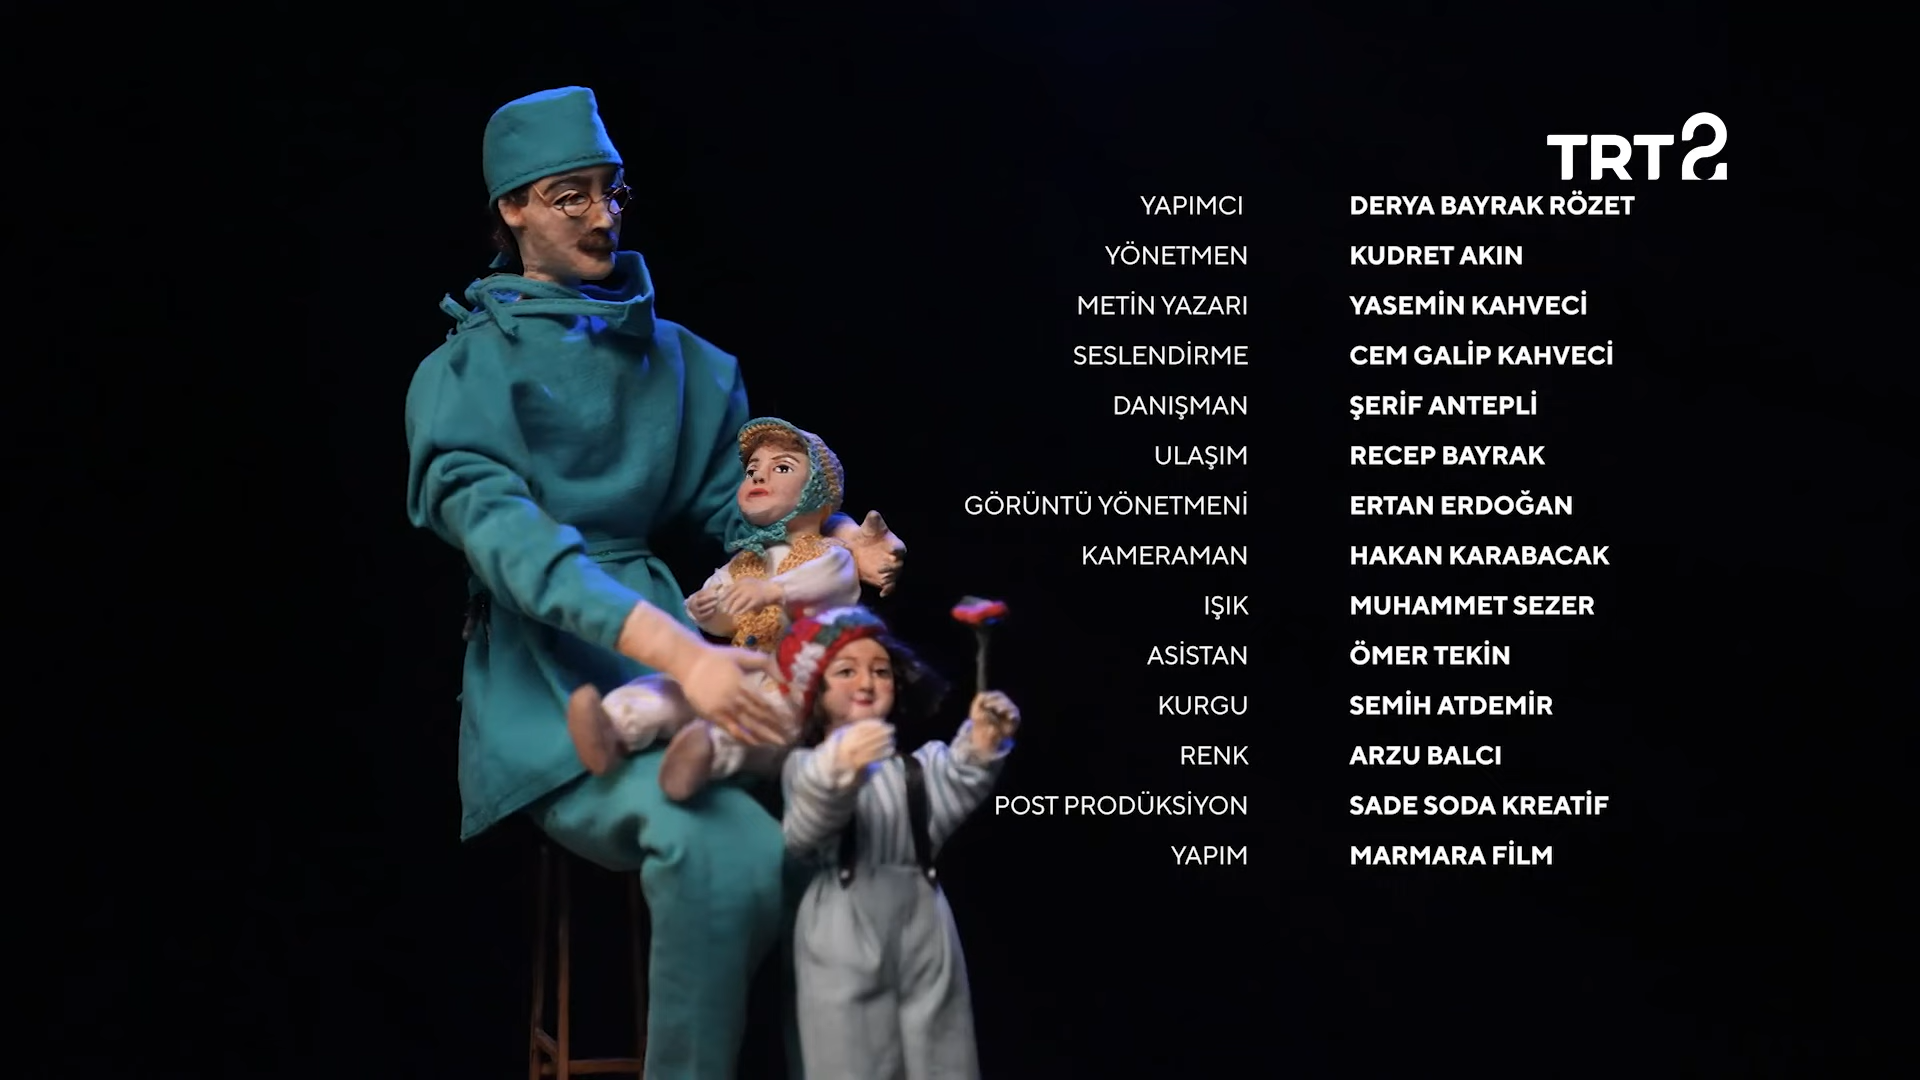 TRT2
YAPIMCI DERYA BAYRAK RÖZET
YÖNETMEN KUDRET AKIN
METİN YAZARI YASEMİN KAHVECİ
SESLENDİRME CEM GALİP KAHVECİ
DANIŞMAN ŞERİF ANTEPLİ
ULAŞIM RECEP BAYRAK
GÖRÜNTÜ YÖNETMENİ ERTAN ERDOĞAN
KAMERAMAN HAKAN KARABACAK
IŞIK MUHAMMET SEZER
ASİSTAN ÖMER TEKİN
KURGU SEMİH ATDEMİR
RENK ARZU BALCI
POST PRODÜKSİYON SADE SODA KREATİF
YAPIM MARMARA FİLM